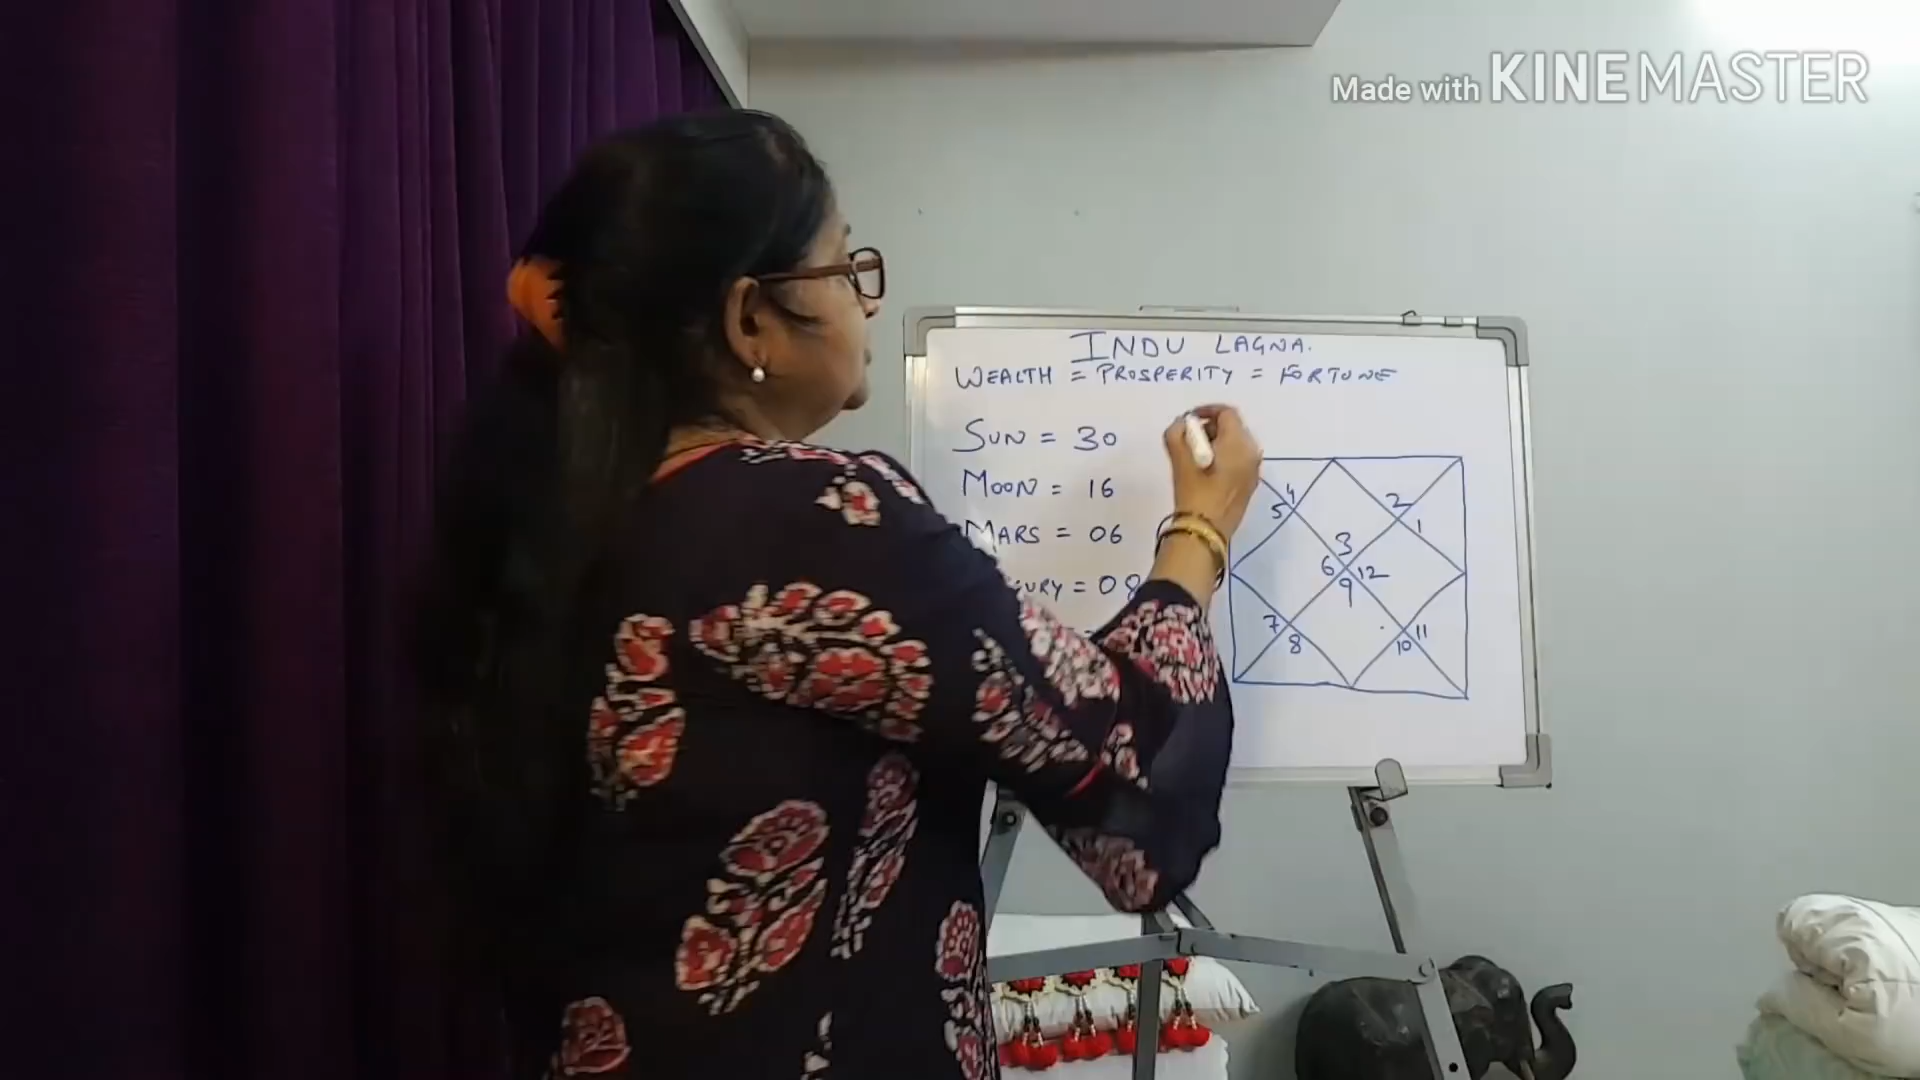 Made with KINEMASTER
INDU LAGNA.
WEALTH = PROSPERITY = FORTUNE
SUN = 30
MOON = 16
MARS = 06
= 08
4
5
2
1
3
6
12
9
7
8
11
10